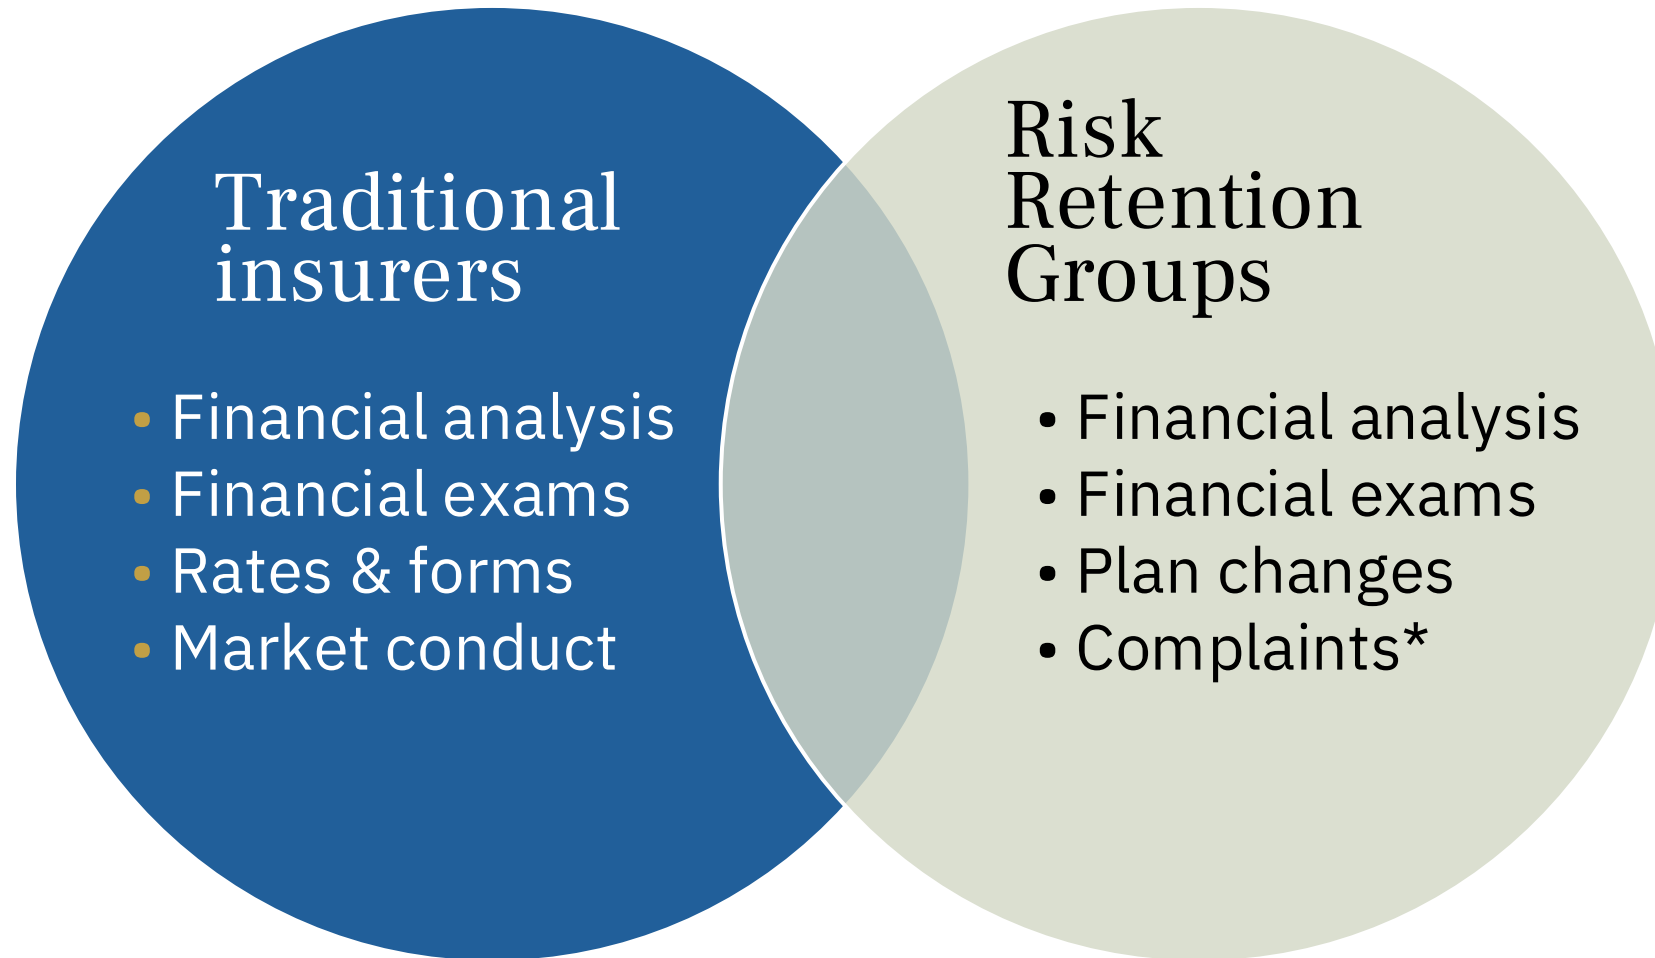 Traditional
insurers
• Financial analysis
• Financial exams
• Rates & forms
• Market conduct
Risk
Retention
Groups
• Financial analysis
• Financial exams
• Plan changes
• Complaints*